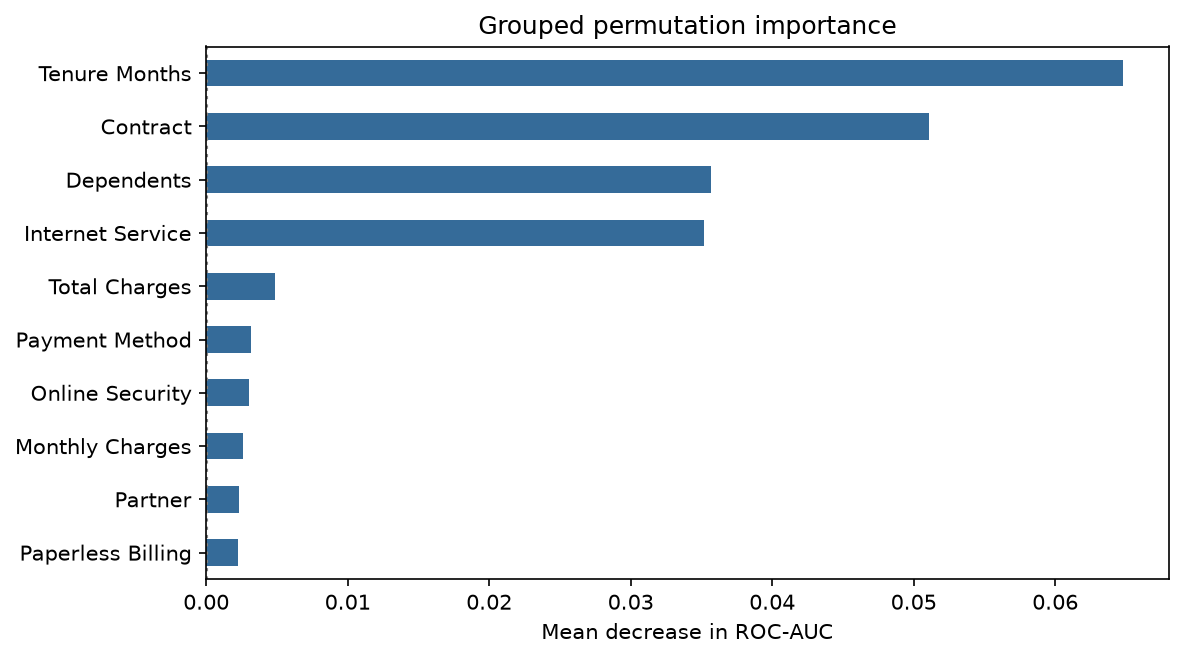 Grouped permutation importance
Tenure Months
Contract
Dependents
Internet Service
Total Charges
Payment Method
Online Security
Monthly Charges
Partner
Paperless Billing
0.00 0.01 0.02 0.03 0.04 0.05 0.06
Mean decrease in ROC-AUC